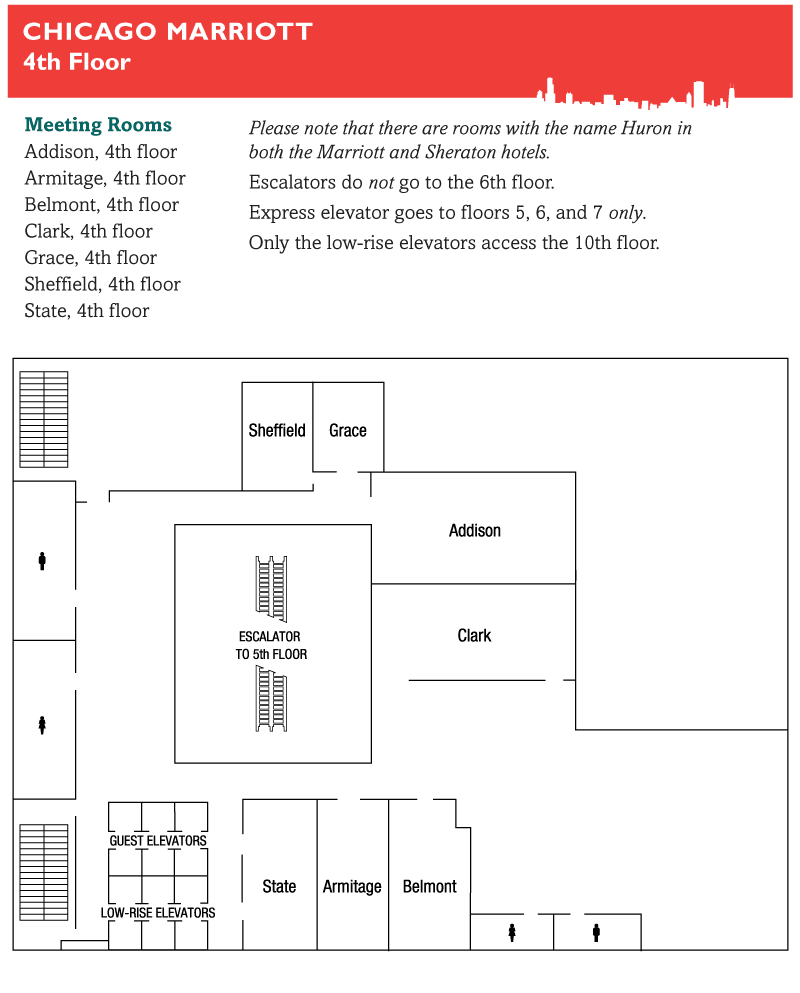 CHICAGO MARRIOTT
4th Floor
Meeting Rooms
Addison, 4th floor
Armitage, 4th floor
Belmont, 4th floor
Clark, 4th floor
Grace, 4th floor
Sheffield, 4th floor
State, 4th floor
Please note that there are rooms with the name Huron in
both the Marriott and Sheraton hotels.
Escalators do not go to the 6th floor.
Express elevator goes to floors 5, 6, and 7 only.
Only the low-rise elevators access the 10th floor.
Sheffield
Grace
Addison
ESCALATOR
TO 5th FLOOR
Clark
GUEST ELEVATORS
LOW-RISE ELEVATORS
State
Armitage
Belmont